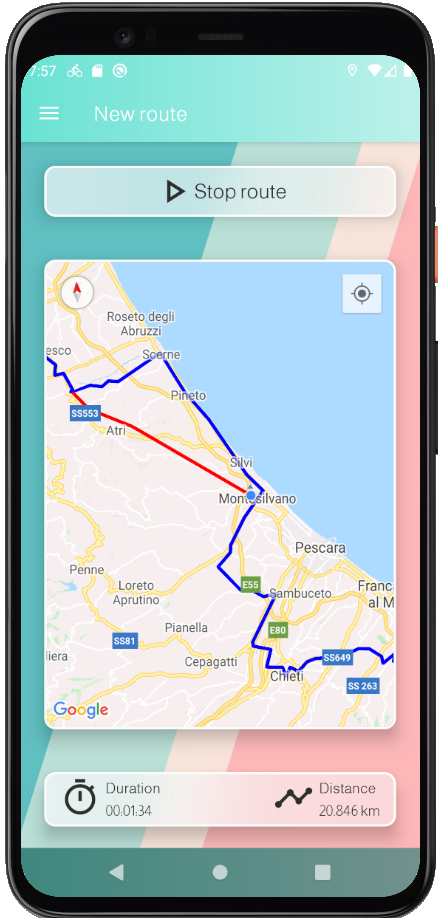 7:57
New route
Stop route
Roseto degli
Abruzzi
esco
Scerne
Pineto
SS553
Atri
Silvi
Montesilvano
Pescara
Penne
E55
Franc
Loreto
Aprutino
Sambuceto
al M
Pianella
E80
SS81
liera
Cepagatti
SS649
Chieti
SS 263
Google
Duration
00:01:34
Distance
20.846 km